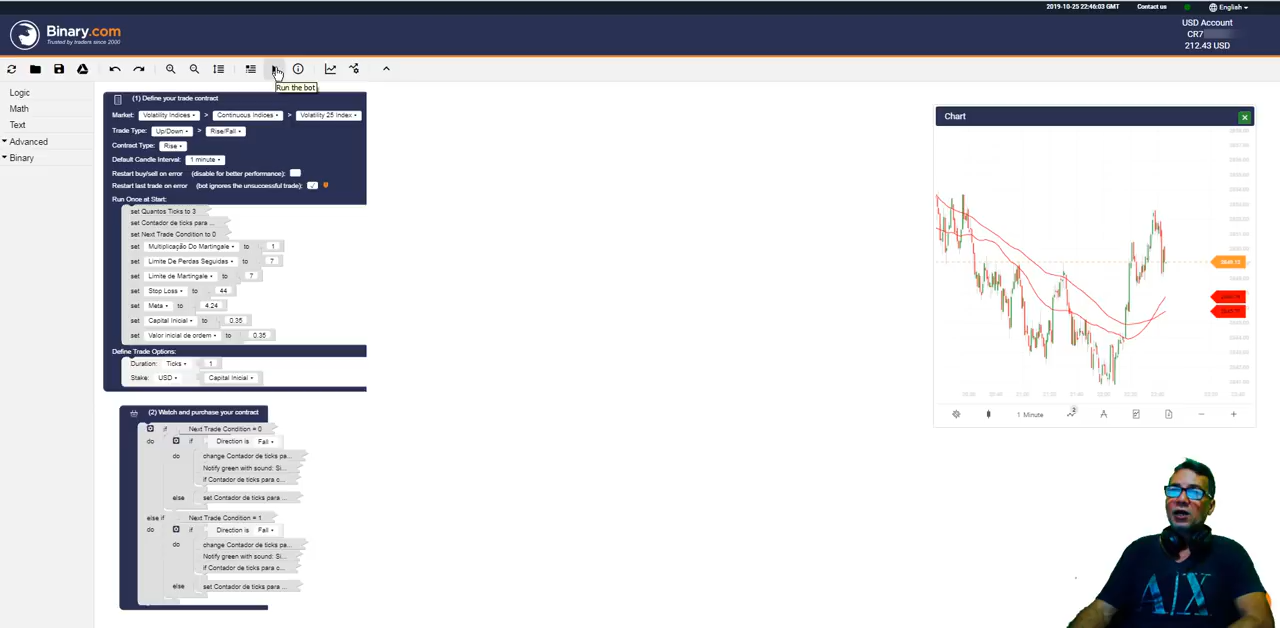 2019-10-25 22:46:03 GMT Contact us English
Binary.com
Trusted by traders since 2000
USD Account
CR7
212.43 USD
Run the bot
Logic
Math
Text
Advanced
Binary
(1) Define your trade contract
Market: Volatility Indices > Continuous Indices > Volatility 25 Index
Trade Type: Up/Down > Rise/Fall
Contract Type: Rise
Default Candle Interval: 1 minute
Restart buy/sell on error (disable for better performance):
Restart last trade on error (bot ignores the unsuccessful trade):
Run Once at Start:
set Quantos Ticks to 3
set Contador de ticks para ...
set Next Trade Condition to 0
set Multiplicação Do Martingale to 1
set Limite De Perdas Seguidas to 7
set Limite de Martingale to 7
set Stop Loss to 44
set Meta to 4.24
set Capital Inicial to 0.35
set Valor inicial de ordem to 0.35
Define Trade Options:
Duration: Ticks 1
Stake: USD Capital Inicial
(2) Watch and purchase your contract
if Next Trade Condition = 0
do if Direction is Fall
do change Contador de ticks pa...
Notify green with sound: Si...
if Contador de ticks para c...
else set Contador de ticks para ...
else if Next Trade Condition = 1
do if Direction is Fall
do change Contador de ticks pa...
Notify green with sound: Si...
if Contador de ticks para c...
else set Contador de ticks para ...
Chart
1 Minute
2
A|X